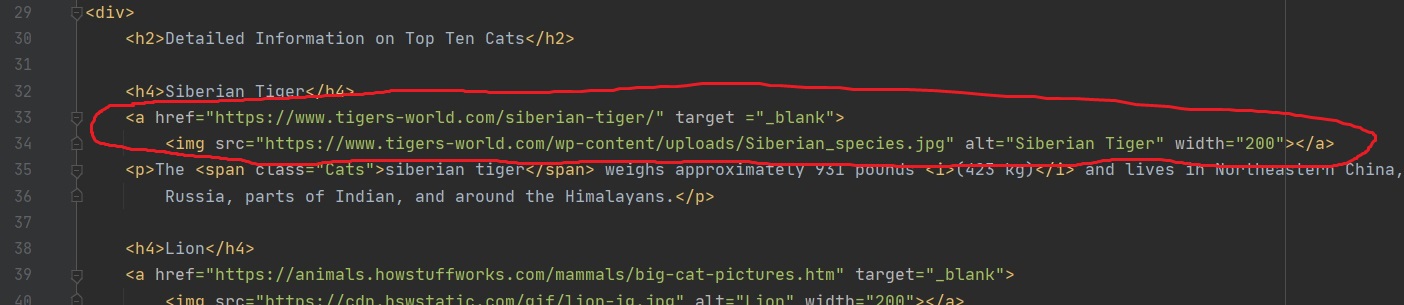 29 <div>
30 <h2>Detailed Information on Top Ten Cats</h2>
31
32 <h4>Siberian Tiger</h4>
33 <a href="https://www.tigers-world.com/siberian-tiger/" target ="_blank">
34 <img src="https://www.tigers-world.com/wp-content/uploads/Siberian_species.jpg" alt="Siberian Tiger" width="200"></a>
35 <p>The <span class="Cats">siberian tiger</span> weighs approximately 931 pounds <i>(423 kg)</i> and lives in Northeastern China,
36 Russia, parts of Indian, and around the Himalayans.</p>
37
38 <h4>Lion</h4>
39 <a href="https://animals.howstuffworks.com/mammals/big-cat-pictures.htm" target="_blank">
40 <img src="https://cdn.hswstatic.com/gif/lion-ig.jpg" alt="Lion" width="200"></a>